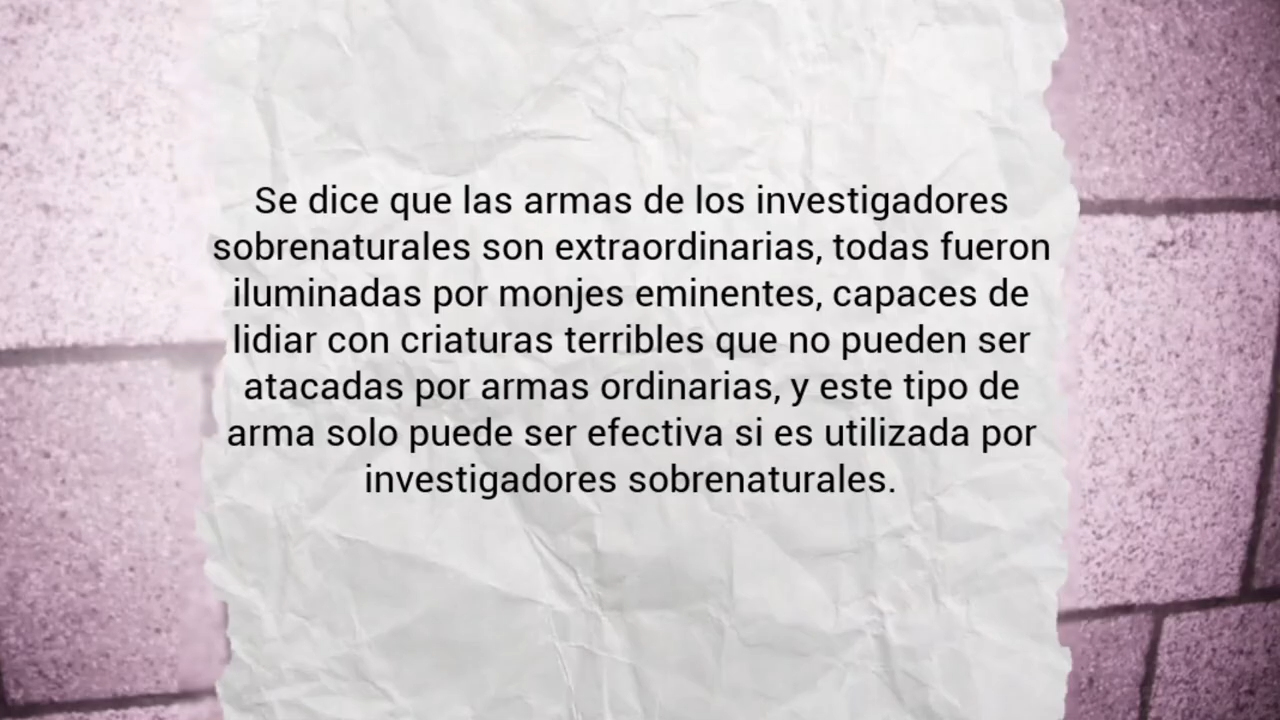 Se dice que las armas de los investigadores
sobrenaturales son extraordinarias, todas fueron
iluminadas por monjes eminentes, capaces de
lidiar con criaturas terribles que no pueden ser
atacadas por armas ordinarias, y este tipo de
arma solo puede ser efectiva si es utilizada por
investigadores sobrenaturales.